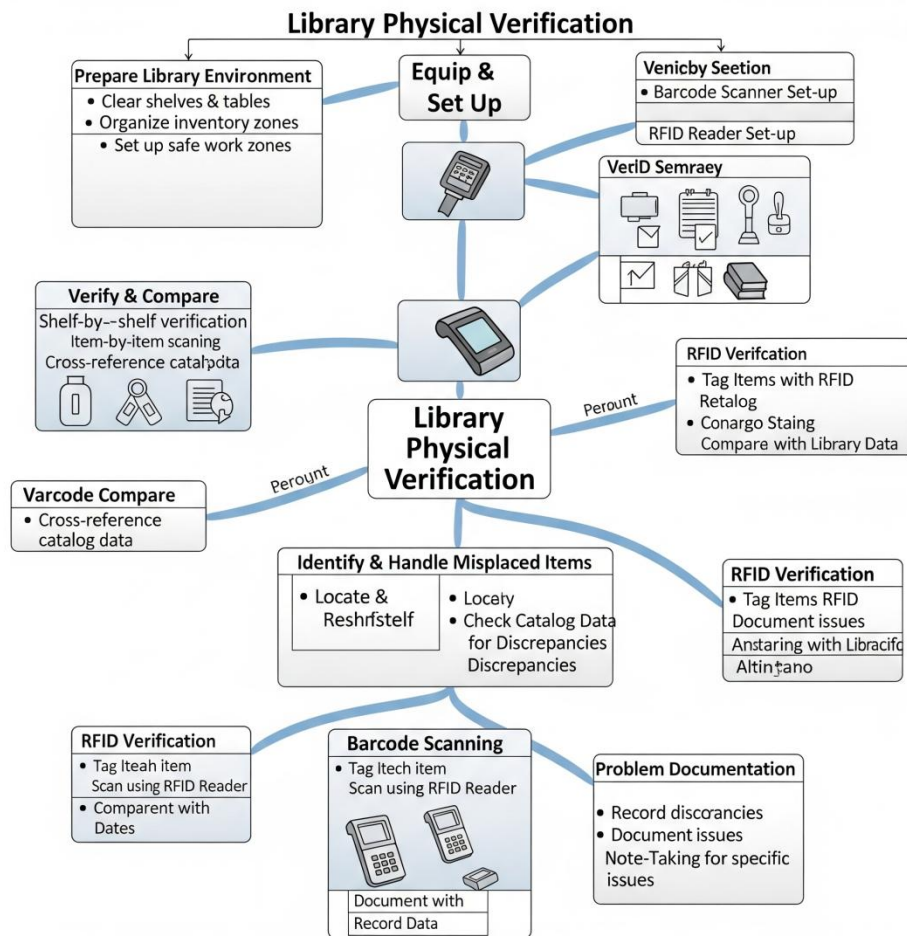 Library Physical Verification
Prepare Library Environment
• Clear shelves & tables
• Organize inventory zones
• Set up safe work zones
Equip &
Set Up
Venicby Seetion
• Barcode Scanner Set-up
RFID Reader Set-up
VetID Semraey
Verify & Compare
Shelf-by--shelf verification
Item-by-item scaning
Cross-reference
RFID Verifcation
• Tag Items with RFID
Retalog
• Conargo Staing
Compare with Library Data
Perount
Library
Physical
Verification
Peroynt
Varcode Compare
• Cross-reference
catalog data
Identify & Handle Misplaced Items
• Locate &
• Check Catalog Data
for Discrepancies
Discrepancies
RFID Verification
• Tag Items RFID
Document issues
Anstaring with
RFID Verification
• Tag Iteah item
Scan using RFID Reader
• Comparent with
Dates
Barcode Scanning
• Tag Itech item
Scan using RFID Reader
Document with
Record Data
Problem Documentation
• Record
• Document issues
Note-Taking for specific
issues